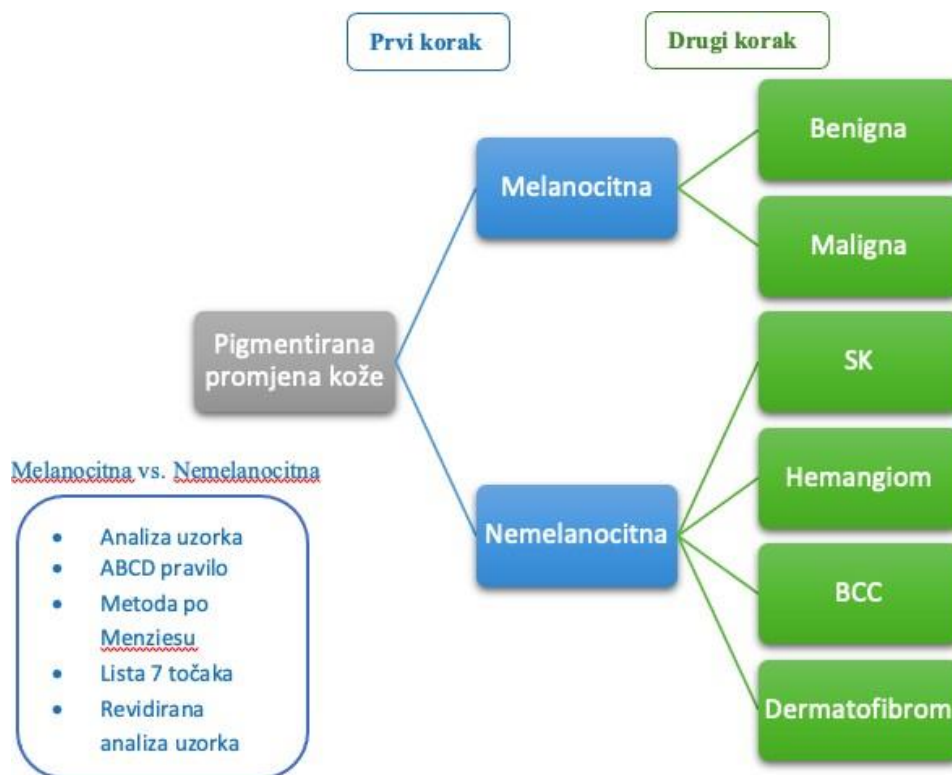 Prvi korak
Drugi korak
Benigna
Melanocitna
Maligna
Pigmentirana
promjena kože
SK
Hemangiom
Nemelanocitna
BCC
Dermatofibrom
Melanocitna vs. Nemelanocitna
• Analiza uzorka
• ABCD pravilo
• Metoda po
Menziesu
• Lista 7 točaka
• Revidirana
analiza uzorka